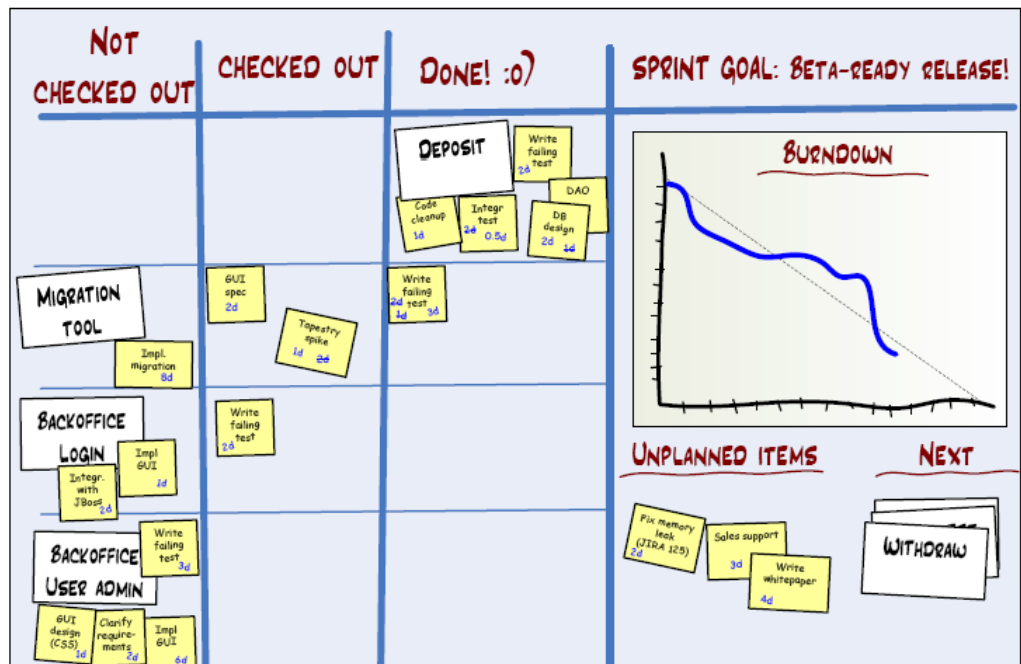 NOT
CHECKED OUT
CHECKED OUT
DONE! :o)
SPRINT GOAL: BETA-READY RELEASE!
DEPOSIT
Write
failing
test
2d
Code
cleanup
1d
Integr
test
2d
0.5d
DAO
DB
design
2d 1d
MIGRATION
TOOL
Impl.
migration
8d
GUI
spec
2d
Tapestry
spike
1d 2d
Write
failing
test
2d
1d
3d
BACKOFFICE
LOGIN
Integr.
with
JBoss
2d
Impl
GUI
1d
Write
failing
test
2d
BACKOFFICE
USER ADMIN
Write
failing
test
3d
GUI
design
(CSS)
1d
Clarify
require-
ments
2d
Impl
GUI
6d
BURNDOWN
UNPLANNED ITEMS
Fix memory
leak
(JIRA 125)
2d
Sales support
3d
Write
whitepaper
4d
NEXT
WITHDRAW